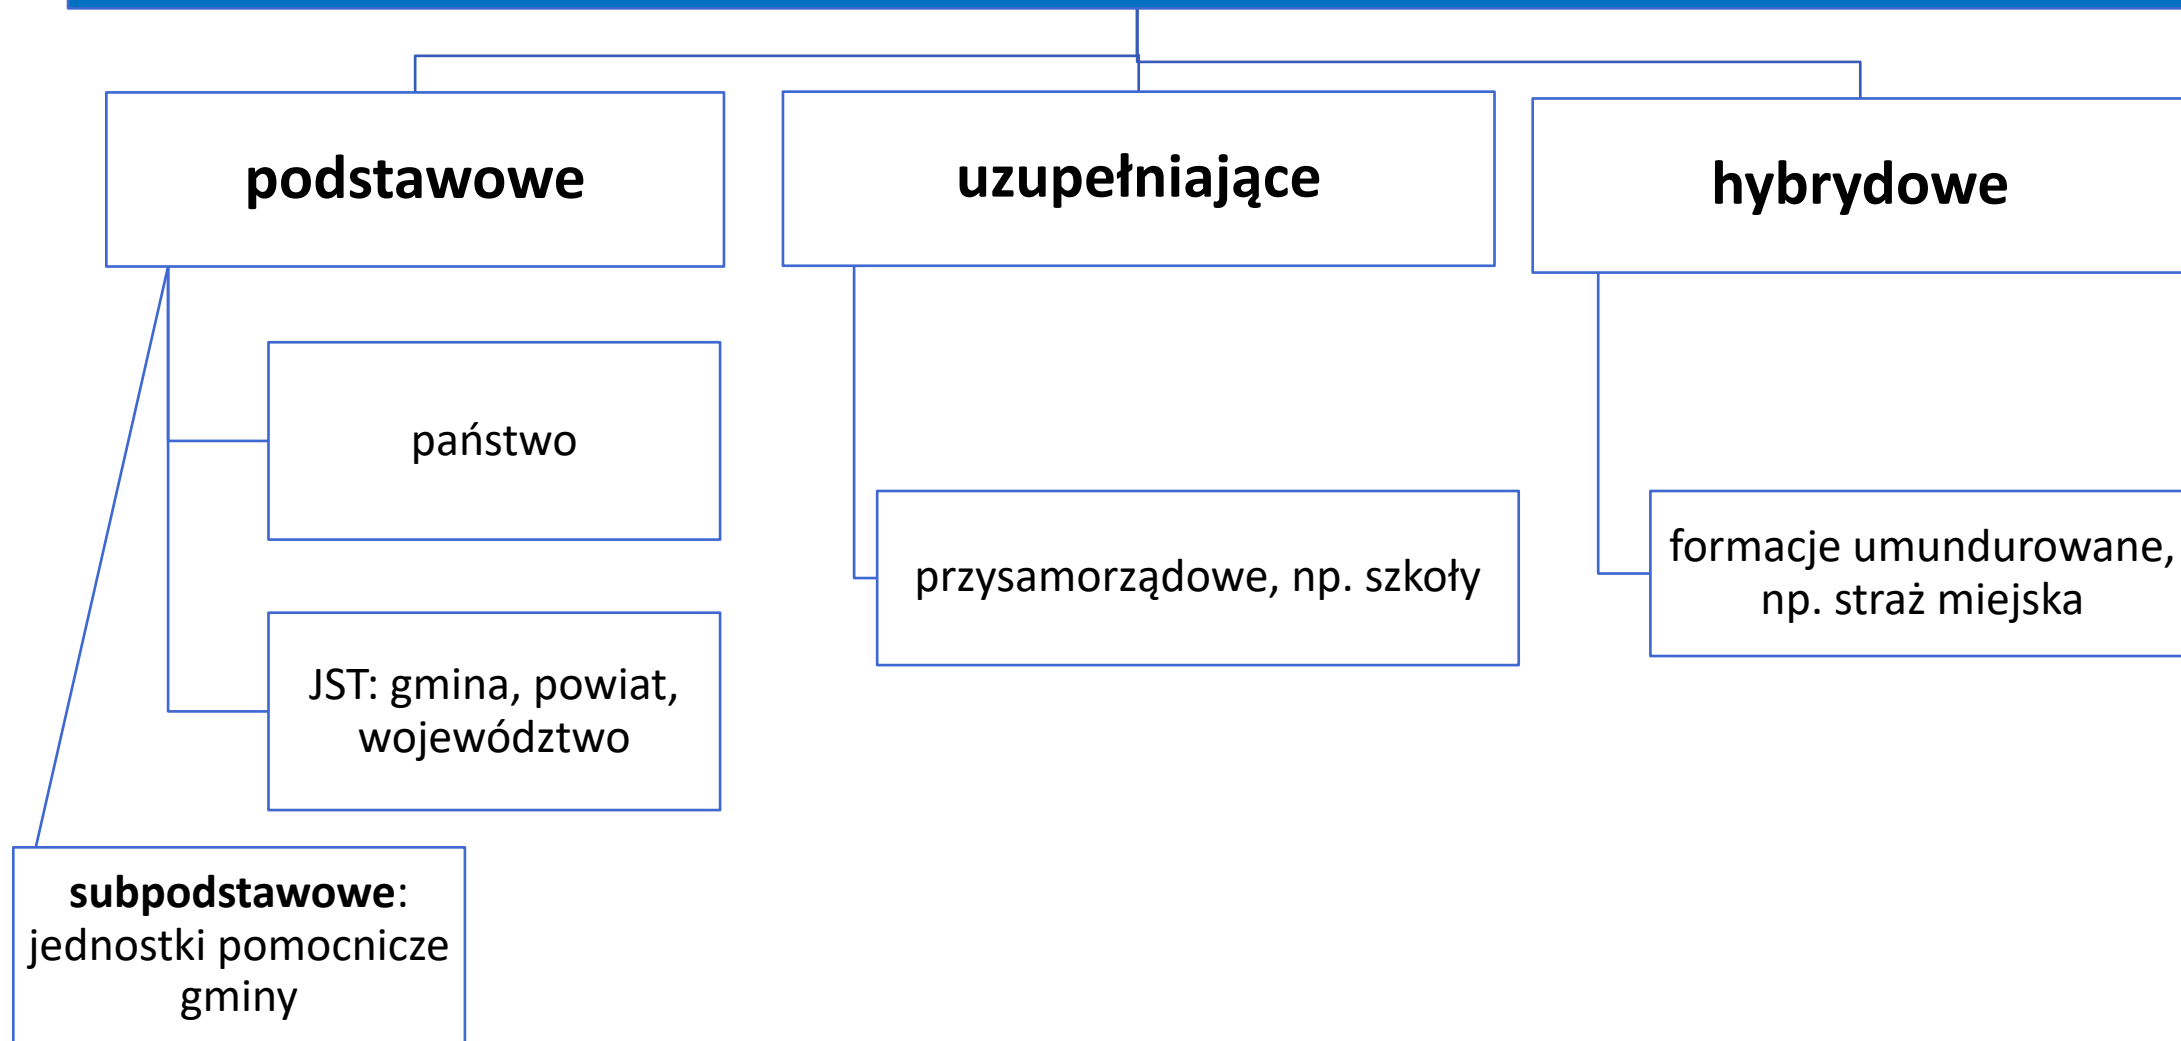 podstawowe
uzupełniające
hybrydowe
państwo
przysamorządowe, np. szkoły
formacje umundurowane,
np. straż miejska
JST: gmina, powiat,
województwo
subpodstawowe:
jednostki pomocnicze
gminy